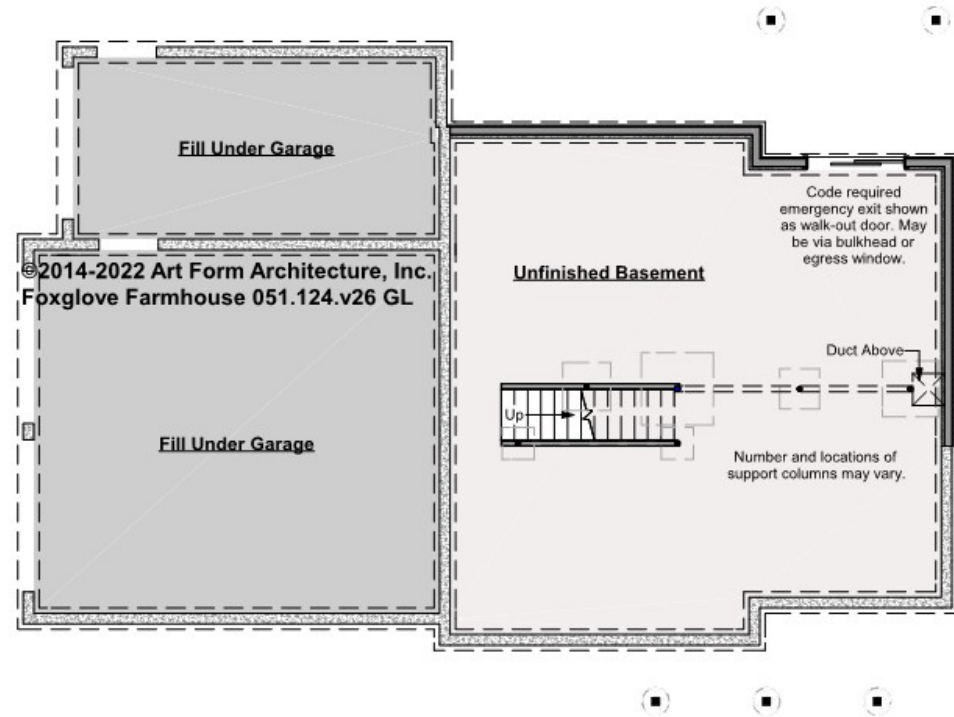 Fill Under Garage
Code required
emergency exit shown
as walk-out door. May
be via bulkhead or
egress window.
©2014-2022 Art Form Architecture, Inc.
Foxglove Farmhouse 051.124.v26 GL
Unfinished Basement
Duct Above
Up
Fill Under Garage
Number and locations of
support columns may vary.